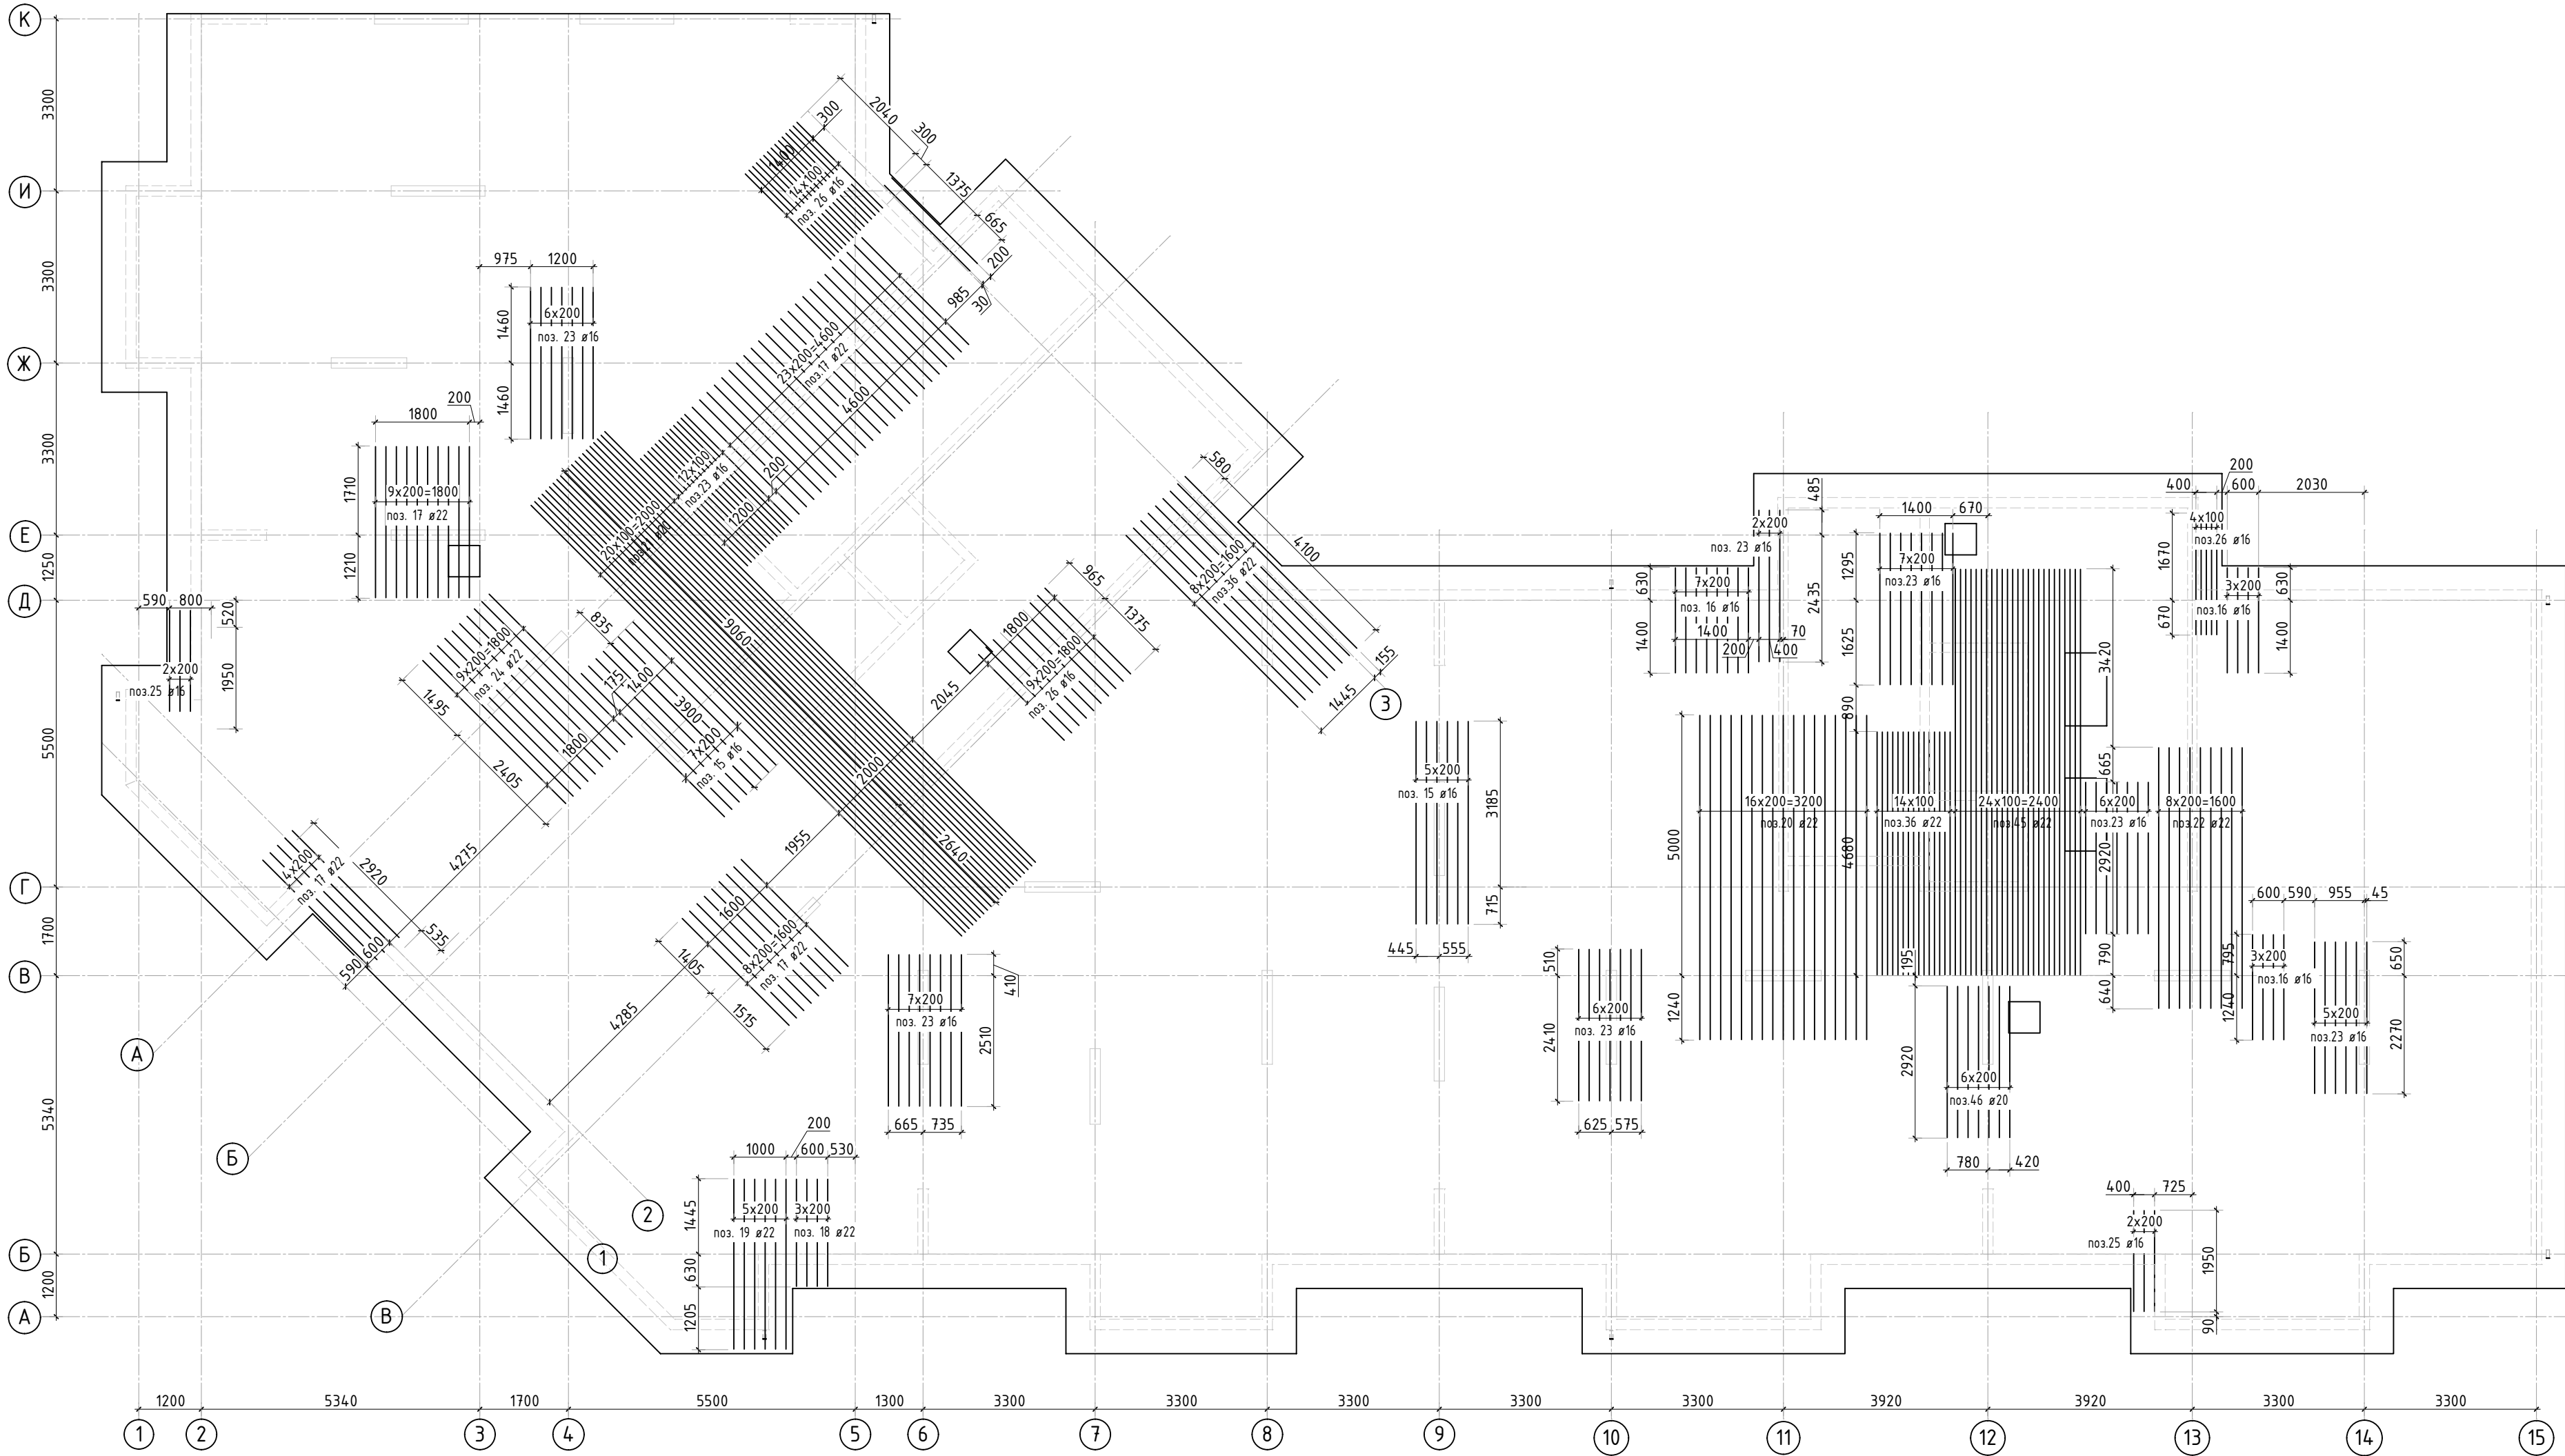 К
И
Ж
Е
Д
Г
В
Б
А
3300
3300
3300
1250
5500
1700
5340
1200
1
2
3
4
5
6
7
8
9
10
11
12
13
14
15
1200
5340
1700
5500
1300
3300
3300
3300
3300
3300
3920
3920
3300
3300
А
Б
В
1
2
3
300
1400
14х100
поз. 26 ø16
2040
300
1375
665
200
985
30
23х200=4600
поз.17 ø22
4600
975
1200
1460
1460
6х200
поз. 23 ø16
200
1800
1710
1210
9х200=1800
поз. 17 ø22
12х100
поз.23 ø16
200
1200
20х100=2000
590
800
520
1950
2х200
поз.25 ø16
9х200=1800
поз. 24 ø22
1495
2405
835
175
1400
1800
3900
7х200
поз. 15 ø16
9060
2640
2000
2045
1955
4275
965
1375
1800
9х200=1800
поз. 26 ø16
580
4100
8х200=1600
поз.36 ø22
155
1445
4х200
поз. 17 ø22
2920
535
590
600
1600
1405
1515
8х200=1600
поз. 17 ø22
4285
7х200
поз. 23 ø16
410
2510
665
735
200
1000
600
530
1445
630
1205
5х200
поз. 19 ø22
3х200
поз. 18 ø22
5х200
поз. 15 ø16
3185
715
445
555
510
2410
6х200
поз. 23 ø16
625
575
630
1400
7х200
поз. 16 ø16
1400
200
400
70
2х200
поз. 23 ø16
485
2435
1400
670
1295
1625
7х200
поз.23 ø16
890
4680
3420
665
2920
790
640
5000
1240
16х200=3200
поз.20 ø22
14х100
поз.36 ø22
24х100=2400
поз.45 ø22
6х200
поз.23 ø16
8х200=1600
поз.22 ø22
195
2920
6х200
поз.46 ø20
780
420
200
400
600
2030
4х100
поз.26 ø16
1670
670
3х200
поз.16 ø16
630
1400
600
590
955
45
795
1240
3х200
поз.16 ø16
5х200
поз.23 ø16
650
2270
400
725
2х200
поз.25 ø16
1950
90